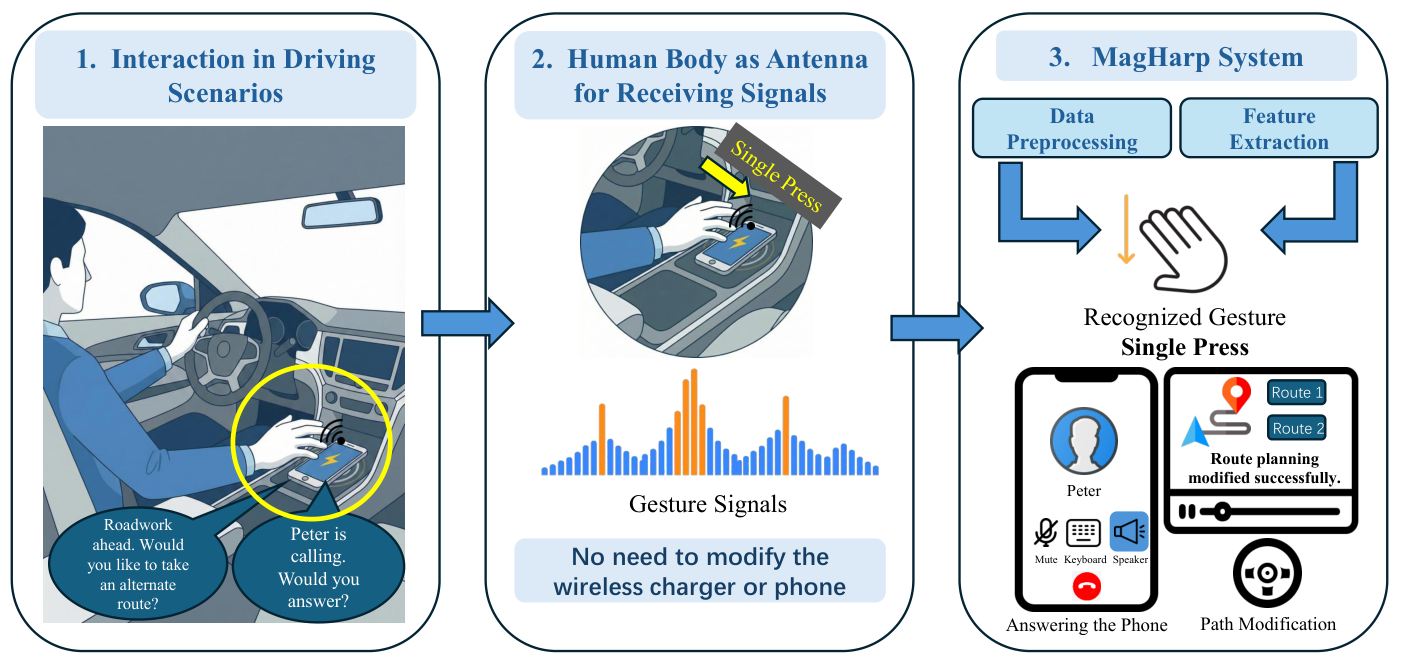 1. Interaction in Driving
Scenarios
Roadwork
ahead. Would
you like to take
an alternate
route?
Peter is
calling.
Would you
answer?
2. Human Body as Antenna
for Receiving Signals
Single Press
Gesture Signals
No need to modify the
wireless charger or phone
3. MagHarp System
Data
Preprocessing
Feature
Extraction
Recognized Gesture
Single Press
Peter
Mute Keyboard Speaker
Answering the Phone
Route 1
Route 2
Route planning
modified successfully.
Path Modification